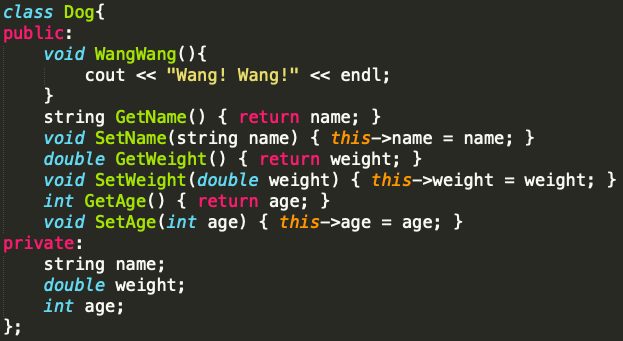 class Dog{
public:
    void WangWang(){
        cout << "Wang! Wang!" << endl;
    }
    string GetName() { return name; }
    void SetName(string name) { this->name = name; }
    double GetWeight() { return weight; }
    void SetWeight(double weight) { this->weight = weight; }
    int GetAge() { return age; }
    void SetAge(int age) { this->age = age; }
private:
    string name;
    double weight;
    int age;
};